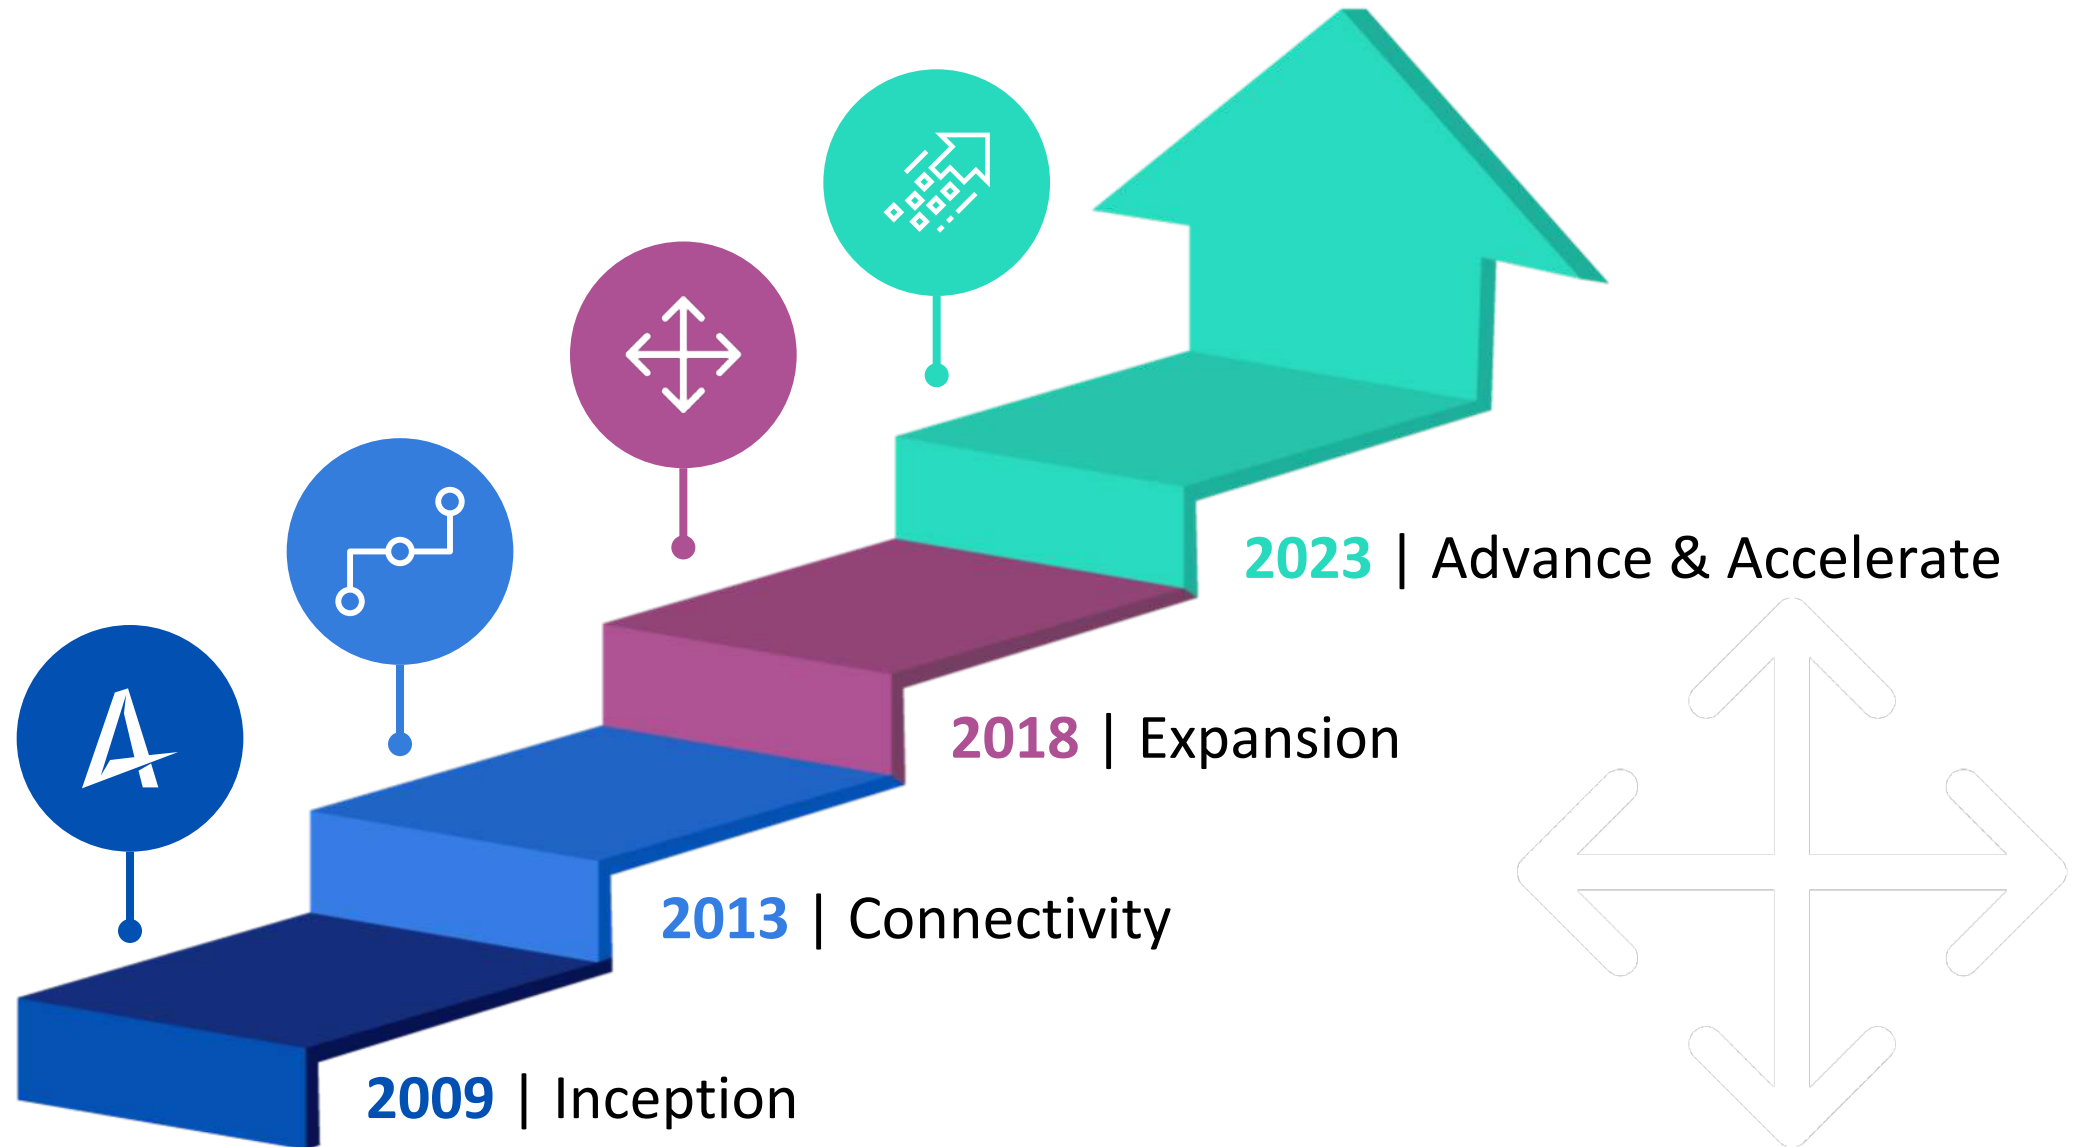 2023 | Advance & Accelerate
2018 | Expansion
2013 | Connectivity
2009 | Inception